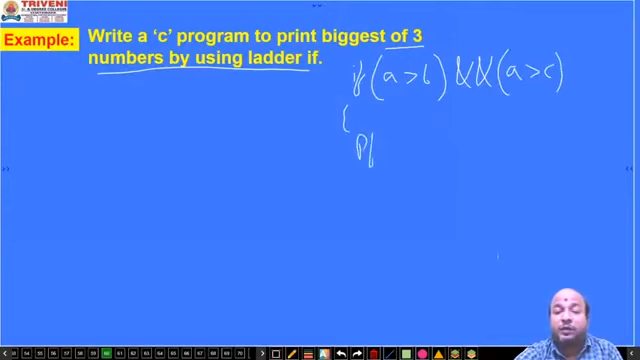 TRIVENI
Example:
Write a ‘c’ program to print biggest of 3
numbers by using ladder if.
if (a > b) && (a > c)
{
Pf